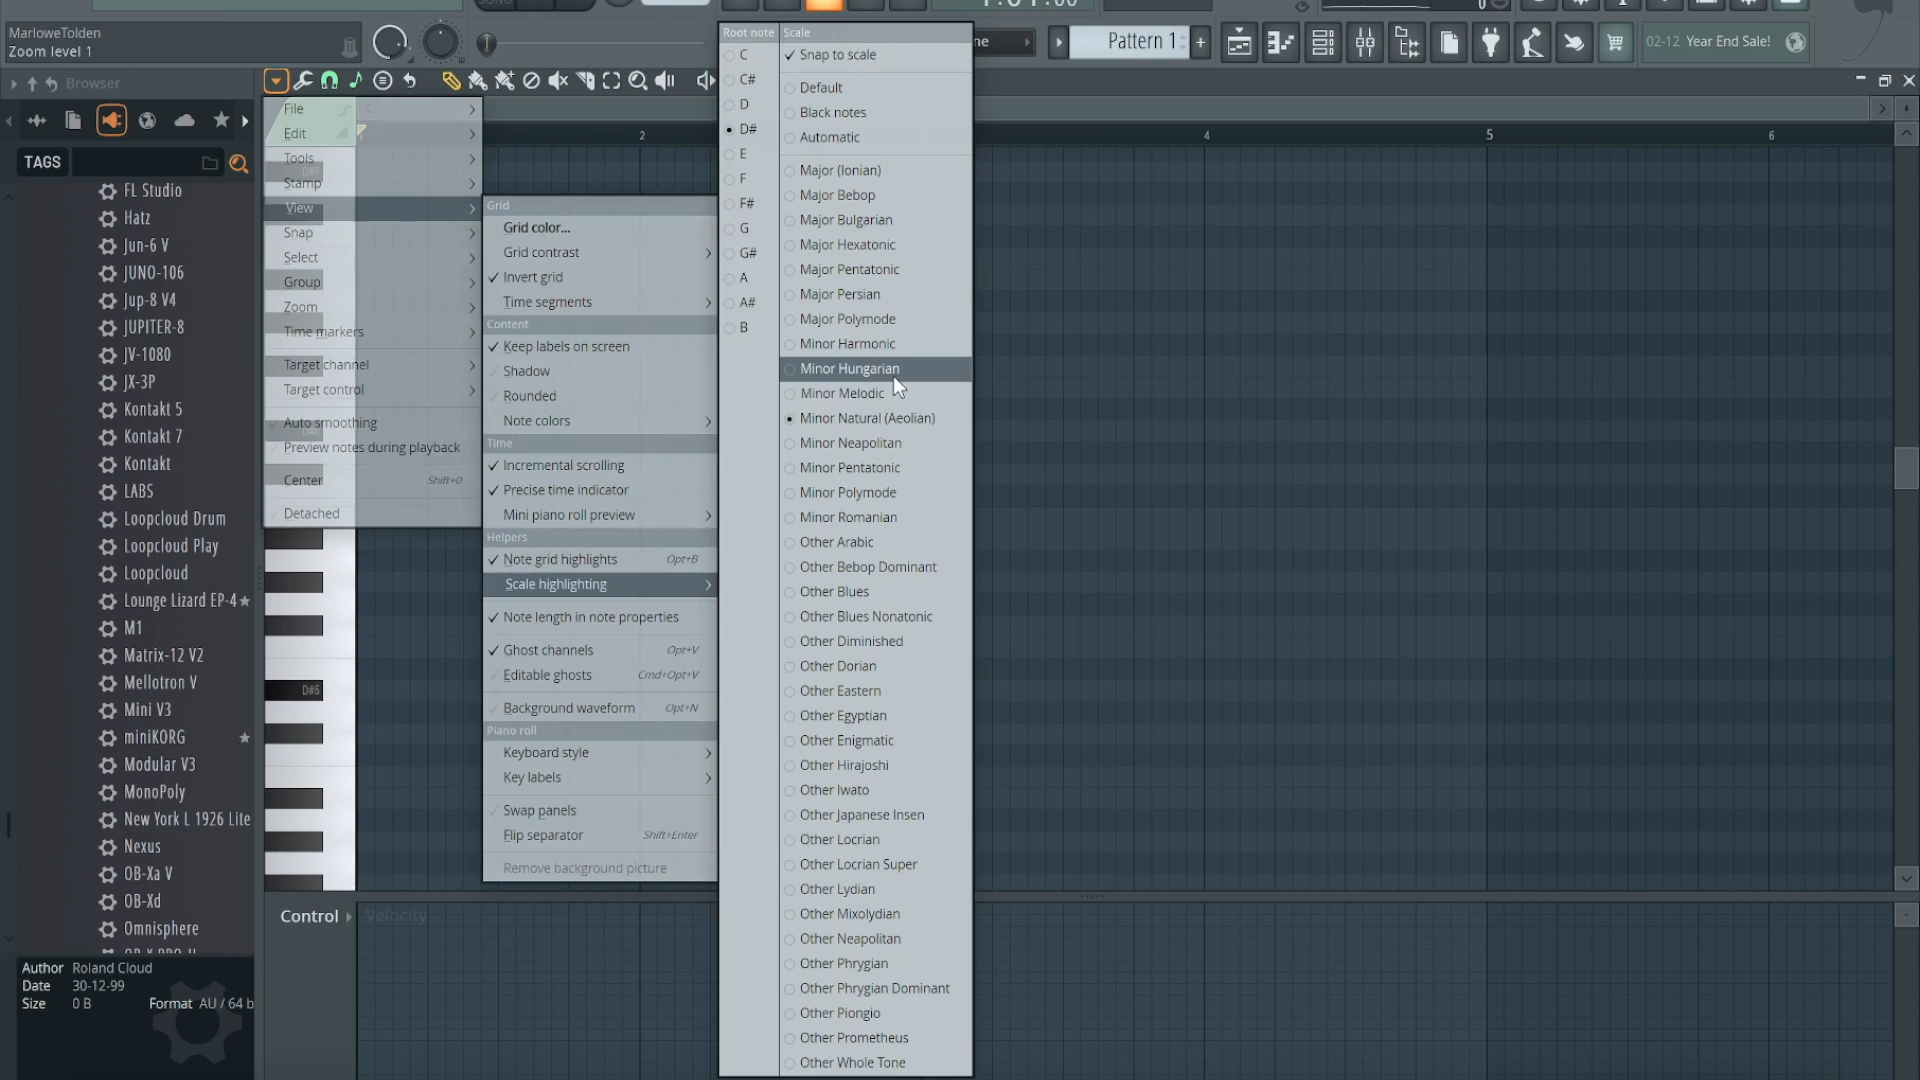 MarloweTolden
Zoom level 1
Pattern 1
02-12 Year End Sale!
Browser
TAGS
FL Studio
Hatz
Jun-6 V
JUNO-106
Jup-8 V4
JUPITER-8
JV-1080
JX-3P
Kontakt 5
Kontakt 7
Kontakt
LABS
Loopcloud Drum
Loopcloud Play
Loopcloud
Lounge Lizard EP-4
M1
Matrix-12 V2
Mellotron V
Mini V3
miniKORG
Modular V3
MonoPoly
New York L 1926 Lite
Nexus
OB-Xa V
OB-Xd
Omnisphere
Author Roland Cloud
Date 30-12-99
Size 0 B Format AU / 64 b
File
Edit
Tools
Stamp
View
Snap
Select
Group
Zoom
Time markers
Target channel
Target control
Auto smoothing
Preview notes during playback
Center Shift+0
Detached
D#5
Control
Velocity
2
4
5
6
Grid
Grid color...
Grid contrast
Invert grid
Time segments
Content
Keep labels on screen
Shadow
Rounded
Note colors
Time
Incremental scrolling
Precise time indicator
Mini piano roll preview
Helpers
Note grid highlights Opt+B
Scale highlighting
Note length in note properties
Ghost channels Opt+V
Editable ghosts Cmd+Opt+V
Background waveform Opt+N
Piano roll
Keyboard style
Key labels
Swap panels
Flip separator Shift+Enter
Remove background picture
Root note
C
C#
D
D#
E
F
F#
G
G#
A
A#
B
Scale
Snap to scale
Default
Black notes
Automatic
Major (Ionian)
Major Bebop
Major Bulgarian
Major Hexatonic
Major Pentatonic
Major Persian
Major Polymode
Minor Harmonic
Minor Hungarian
Minor Melodic
Minor Natural (Aeolian)
Minor Neapolitan
Minor Pentatonic
Minor Polymode
Minor Romanian
Other Arabic
Other Bebop Dominant
Other Blues
Other Blues Nonatonic
Other Diminished
Other Dorian
Other Eastern
Other Egyptian
Other Enigmatic
Other Hirajoshi
Other Iwato
Other Japanese Insen
Other Locrian
Other Locrian Super
Other Lydian
Other Mixolydian
Other Neapolitan
Other Phrygian
Other Phrygian Dominant
Other Piongio
Other Prometheus
Other Whole Tone